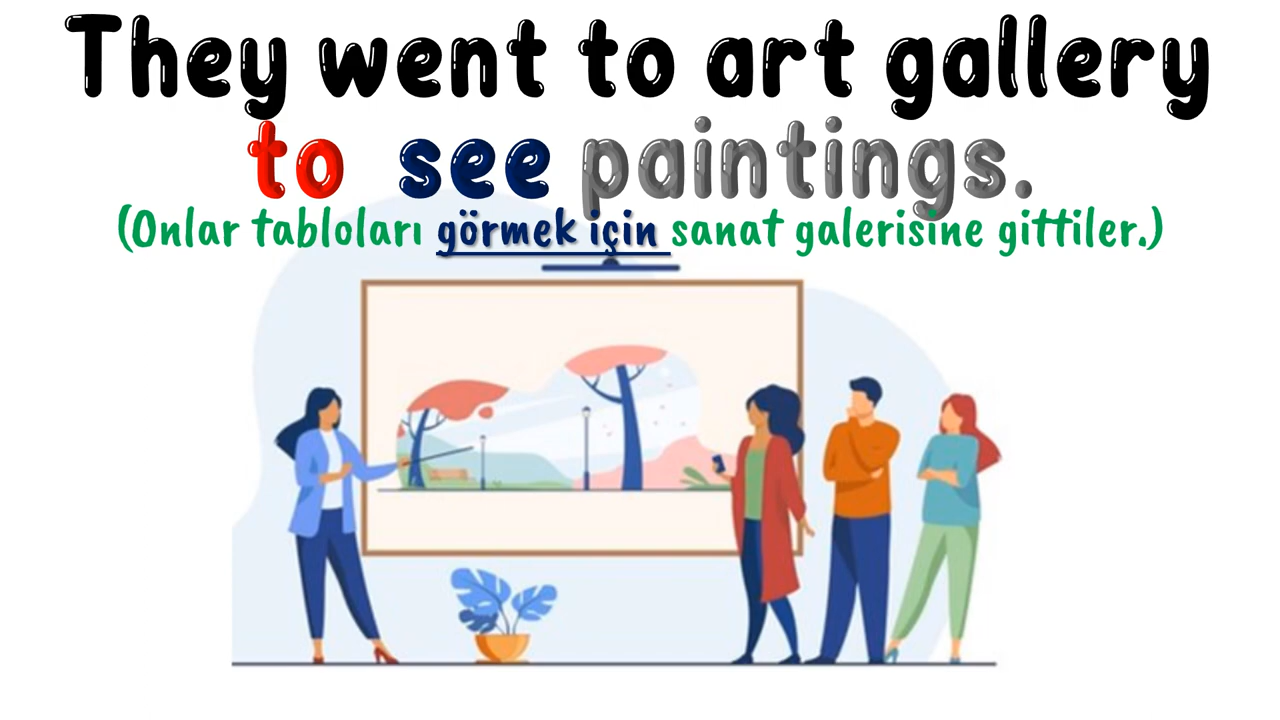 They went to art gallery
to see paintings.
(Onlar tabloları görmek için sanat galerisine gittiler.)